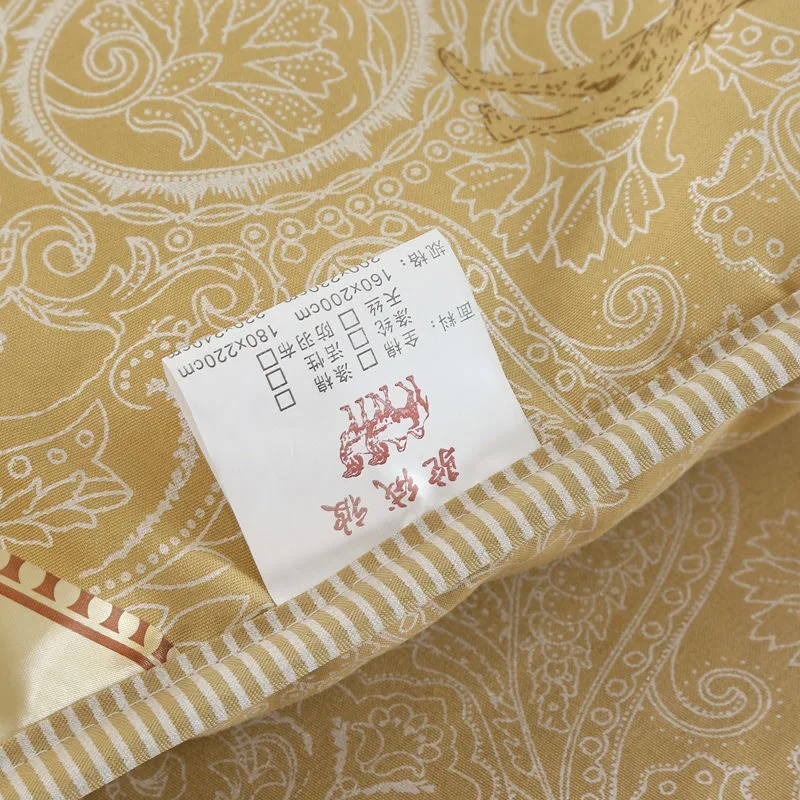 驼绒被
面料：全棉□ 涤棉□
涤轮□ 活性□
天丝□ 防羽布□
规格：160x200cm 180x220cm